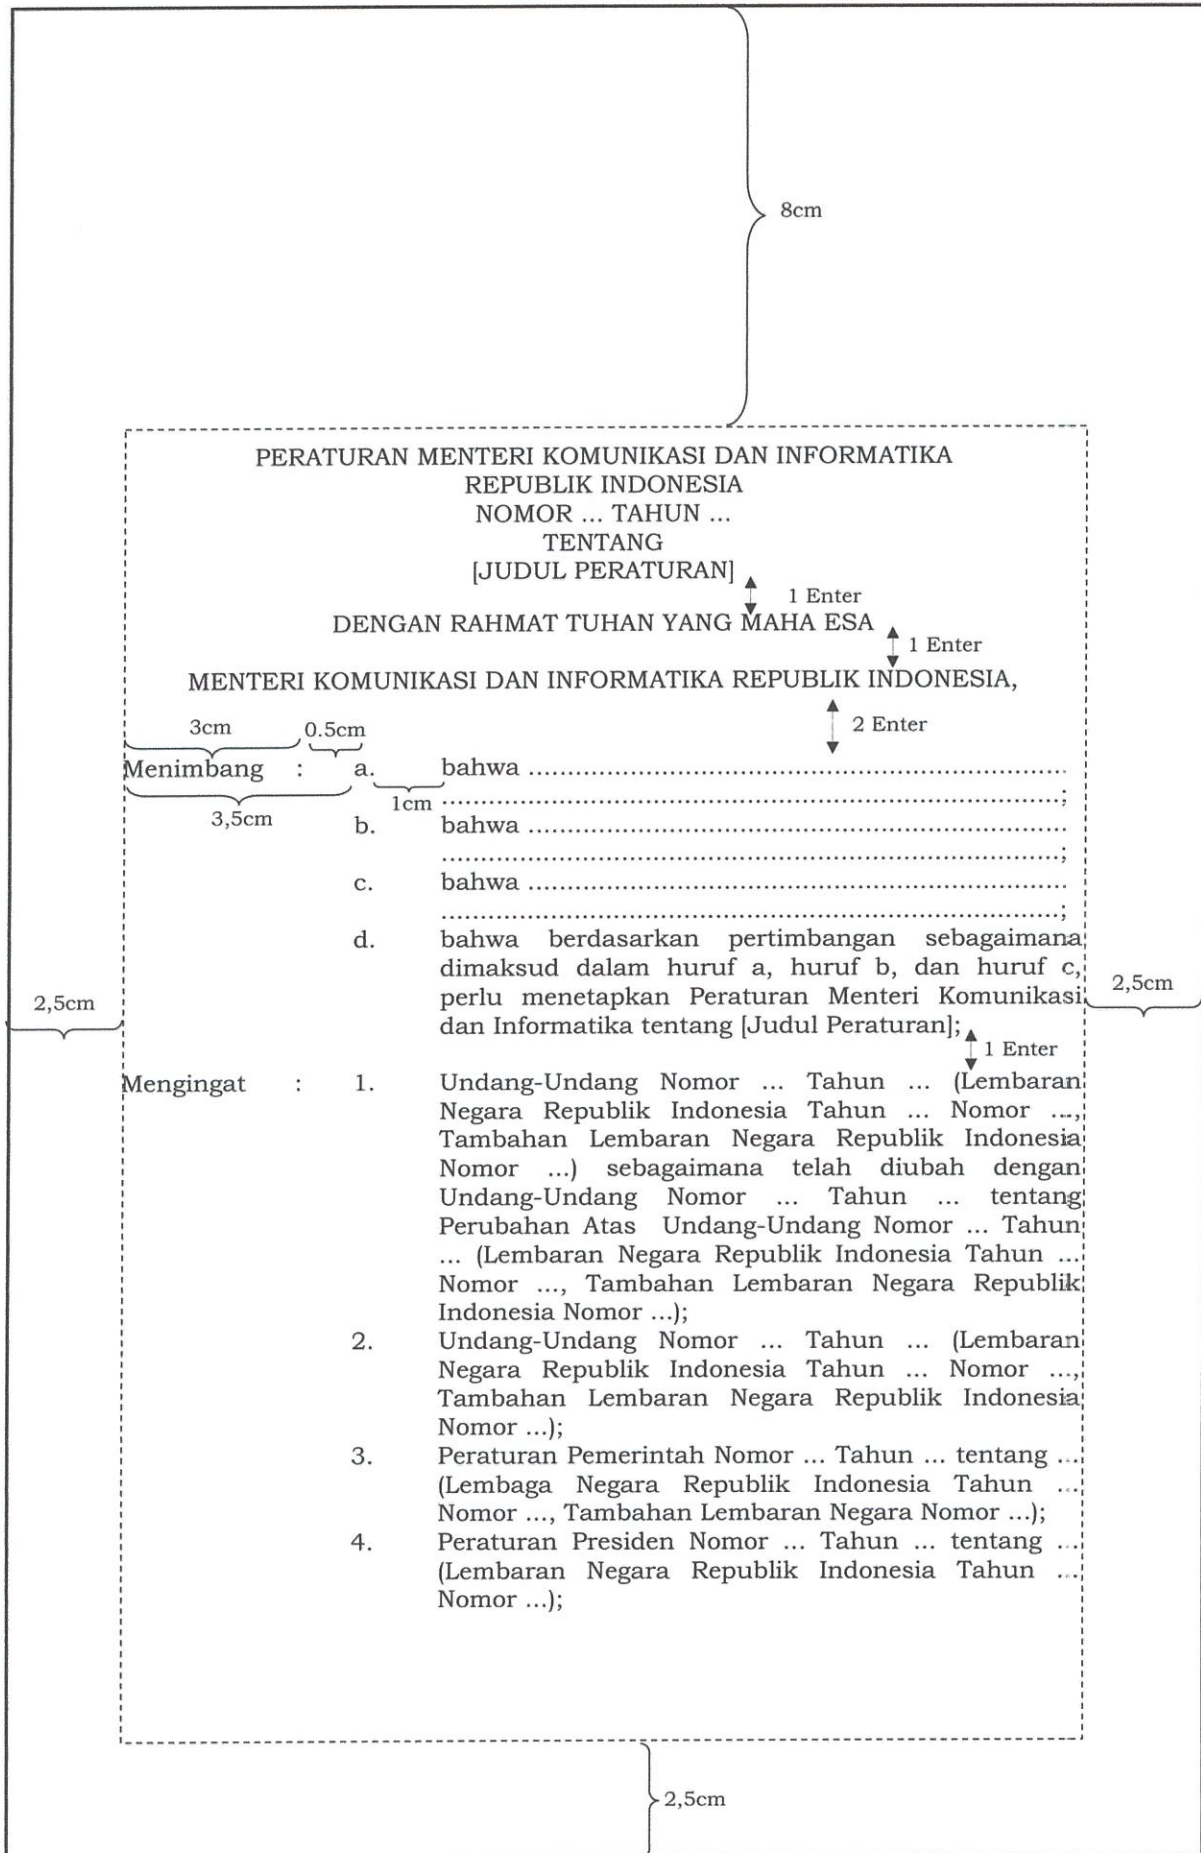 8cm
PERATURAN MENTERI KOMUNIKASI DAN INFORMATIKA
REPUBLIK INDONESIA
NOMOR ... TAHUN ...
TENTANG
[JUDUL PERATURAN]
1 Enter
DENGAN RAHMAT TUHAN YANG MAHA ESA
1 Enter
MENTERI KOMUNIKASI DAN INFORMATIKA REPUBLIK INDONESIA,
2 Enter
3cm 0.5cm
Menimbang : a. bahwa ......................................................................
1cm ................................................................................;
3,5cm
b. bahwa ......................................................................
................................................................................;
c. bahwa ......................................................................
................................................................................;
d. bahwa berdasarkan pertimbangan sebagaimana
dimaksud dalam huruf a, huruf b, dan huruf c,
perlu menetapkan Peraturan Menteri Komunikasi
dan Informatika tentang [Judul Peraturan];
2,5cm
2,5cm
1 Enter
Mengingat : 1. Undang-Undang Nomor ... Tahun ... (Lembaran
Negara Republik Indonesia Tahun ... Nomor ...,
Tambahan Lembaran Negara Republik Indonesia
Nomor ...) sebagaimana telah diubah dengan
Undang-Undang Nomor ... Tahun ... tentang
Perubahan Atas Undang-Undang Nomor ... Tahun
... (Lembaran Negara Republik Indonesia Tahun ...
Nomor ..., Tambahan Lembaran Negara Republik
Indonesia Nomor ...);
2. Undang-Undang Nomor ... Tahun ... (Lembaran
Negara Republik Indonesia Tahun ... Nomor ...,
Tambahan Lembaran Negara Republik Indonesia
Nomor ...);
3. Peraturan Pemerintah Nomor ... Tahun ... tentang ...
(Lembaga Negara Republik Indonesia Tahun ...
Nomor ..., Tambahan Lembaran Negara Nomor ...);
4. Peraturan Presiden Nomor ... Tahun ... tentang ...
(Lembaran Negara Republik Indonesia Tahun ...
Nomor ...);
2,5cm